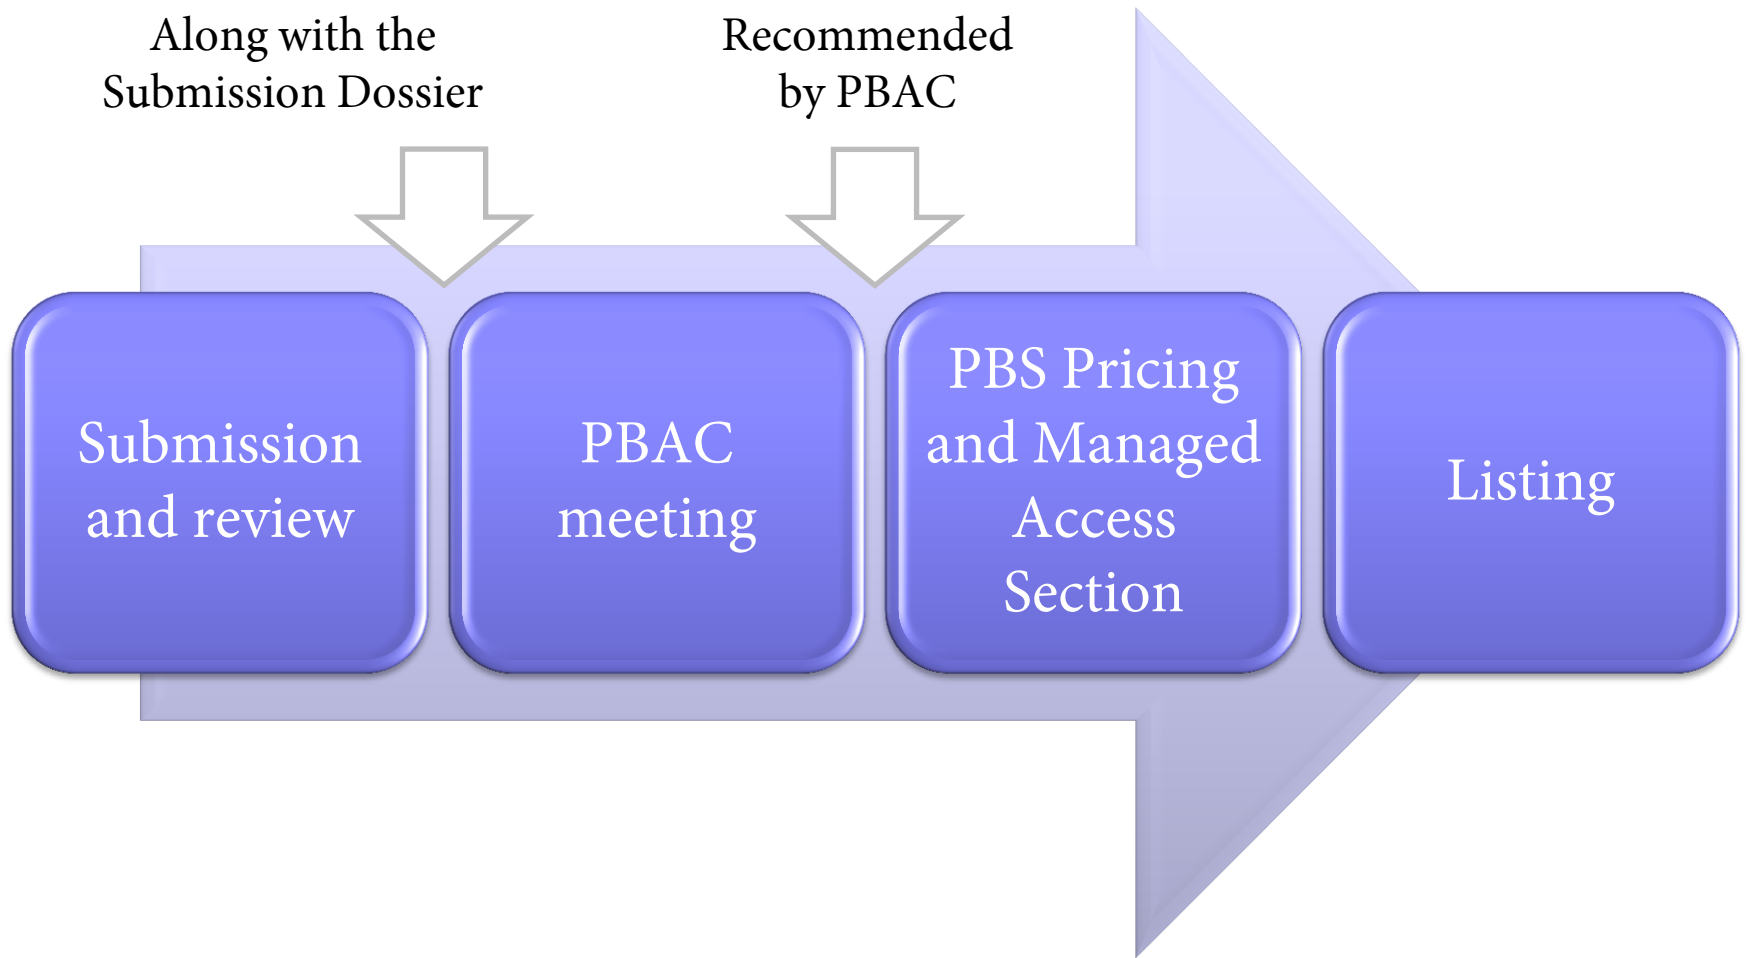 Along with the
Submission Dossier
Recommended
by PBAC
Submission
and review
PBAC
meeting
PBS Pricing
and Managed
Access
Section
Listing